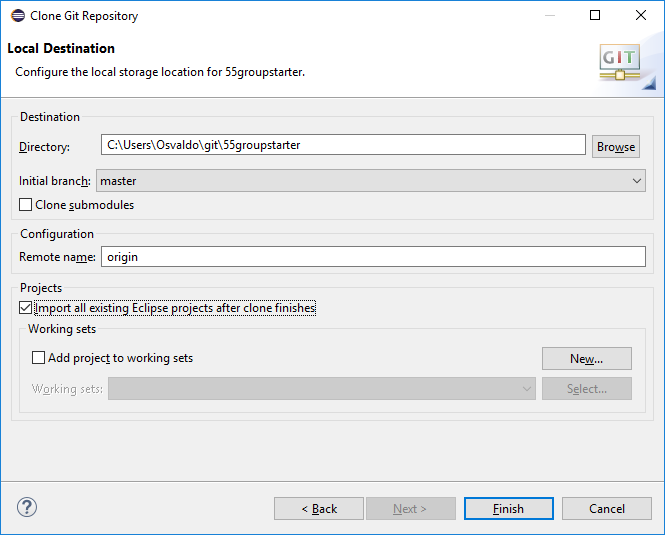 Clone Git Repository
Local Destination
Configure the local storage location for 55groupstarter.
GIT
Destination
Directory: C:\Users\Osvaldo\git\55groupstarter Browse
Initial branch: master
Clone submodules
Configuration
Remote name: origin
Projects
Import all existing Eclipse projects after clone finishes
Working sets
Add project to working sets New...
Working sets: Select...
? < Back Next > Finish Cancel